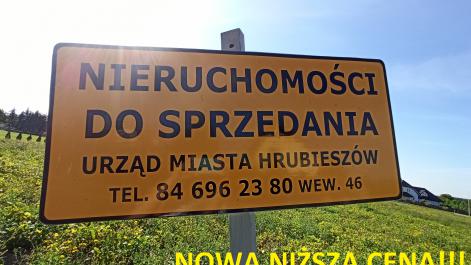 NIERUCHOMOŚCI
DO SPRZEDANIA
URZĄD MIASTA HRUBIESZÓW
TEL. 84 696 23 80 WEW. 46
NOWA NIŻSZA CENA!!!